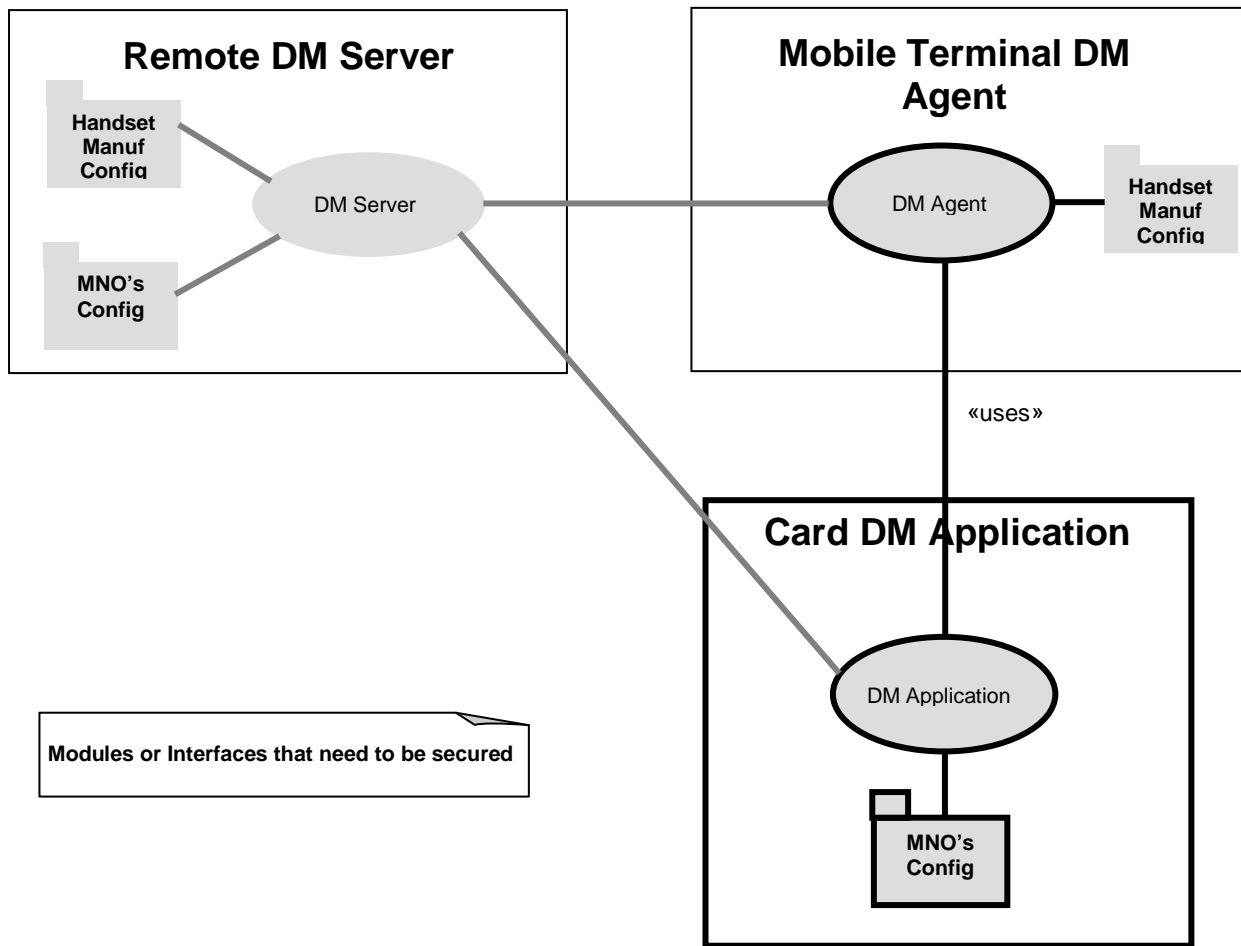 Remote DM Server
Handset
Manuf
Config
DM Server
MNO's
Config
Mobile Terminal DM
Agent
DM Agent
Handset
Manuf
Config
«uses»
Card DM Application
DM Application
MNO's
Config
Modules or Interfaces that need to be secured